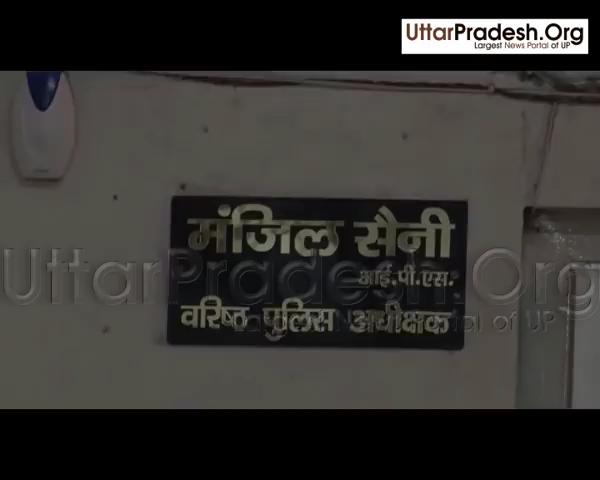 UttarPradesh.Org
Largest News Portal of UP
मंजिल सैनी
आई.पी.एस.
वरिष्ठ पुलिस अधीक्षक
UttarPradesh.Org
Largest News Portal of UP